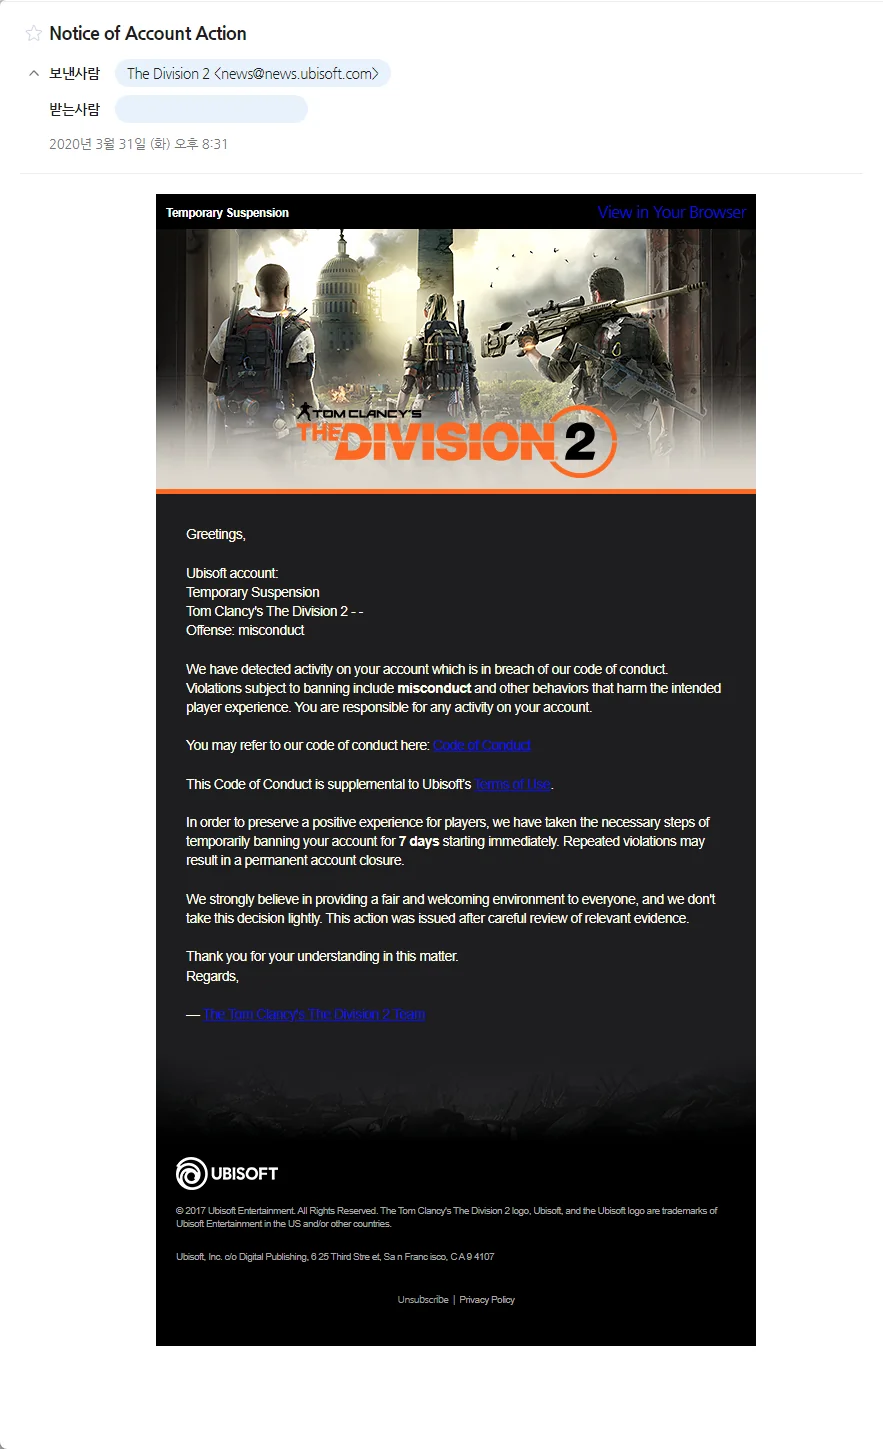 Notice of Account Action
보낸사람 The Division 2 <news@news.ubisoft.com>
받는사람
2020년 3월 31일 (화) 오후 8:31
Temporary Suspension View in Your Browser
TOM CLANCY'S
THE DIVISION 2
Greetings,
Ubisoft account:
Temporary Suspension
Tom Clancy's The Division 2 - -
Offense: misconduct
We have detected activity on your account which is in breach of our code of conduct.
Violations subject to banning include misconduct and other behaviors that harm the intended
player experience. You are responsible for any activity on your account.
You may refer to our code of conduct here: Code of Conduct
This Code of Conduct is supplemental to Ubisoft's Terms of Use.
In order to preserve a positive experience for players, we have taken the necessary steps of
temporarily banning your account for 7 days starting immediately. Repeated violations may
result in a permanent account closure.
We strongly believe in providing a fair and welcoming environment to everyone, and we don't
take this decision lightly. This action was issued after careful review of relevant evidence.
Thank you for your understanding in this matter.
Regards,
— The Tom Clancy's The Division 2 Team
UBISOFT
© 2017 Ubisoft Entertainment. All Rights Reserved. The Tom Clancy's The Division 2 logo, Ubisoft, and the Ubisoft logo are trademarks of
Ubisoft Entertainment in the US and/or other countries.
Ubisoft, Inc. c/o Digital Publishing, 6 25 Third Stre et, Sa n Franc isco, C A 9 4107
Unsubscribe | Privacy Policy